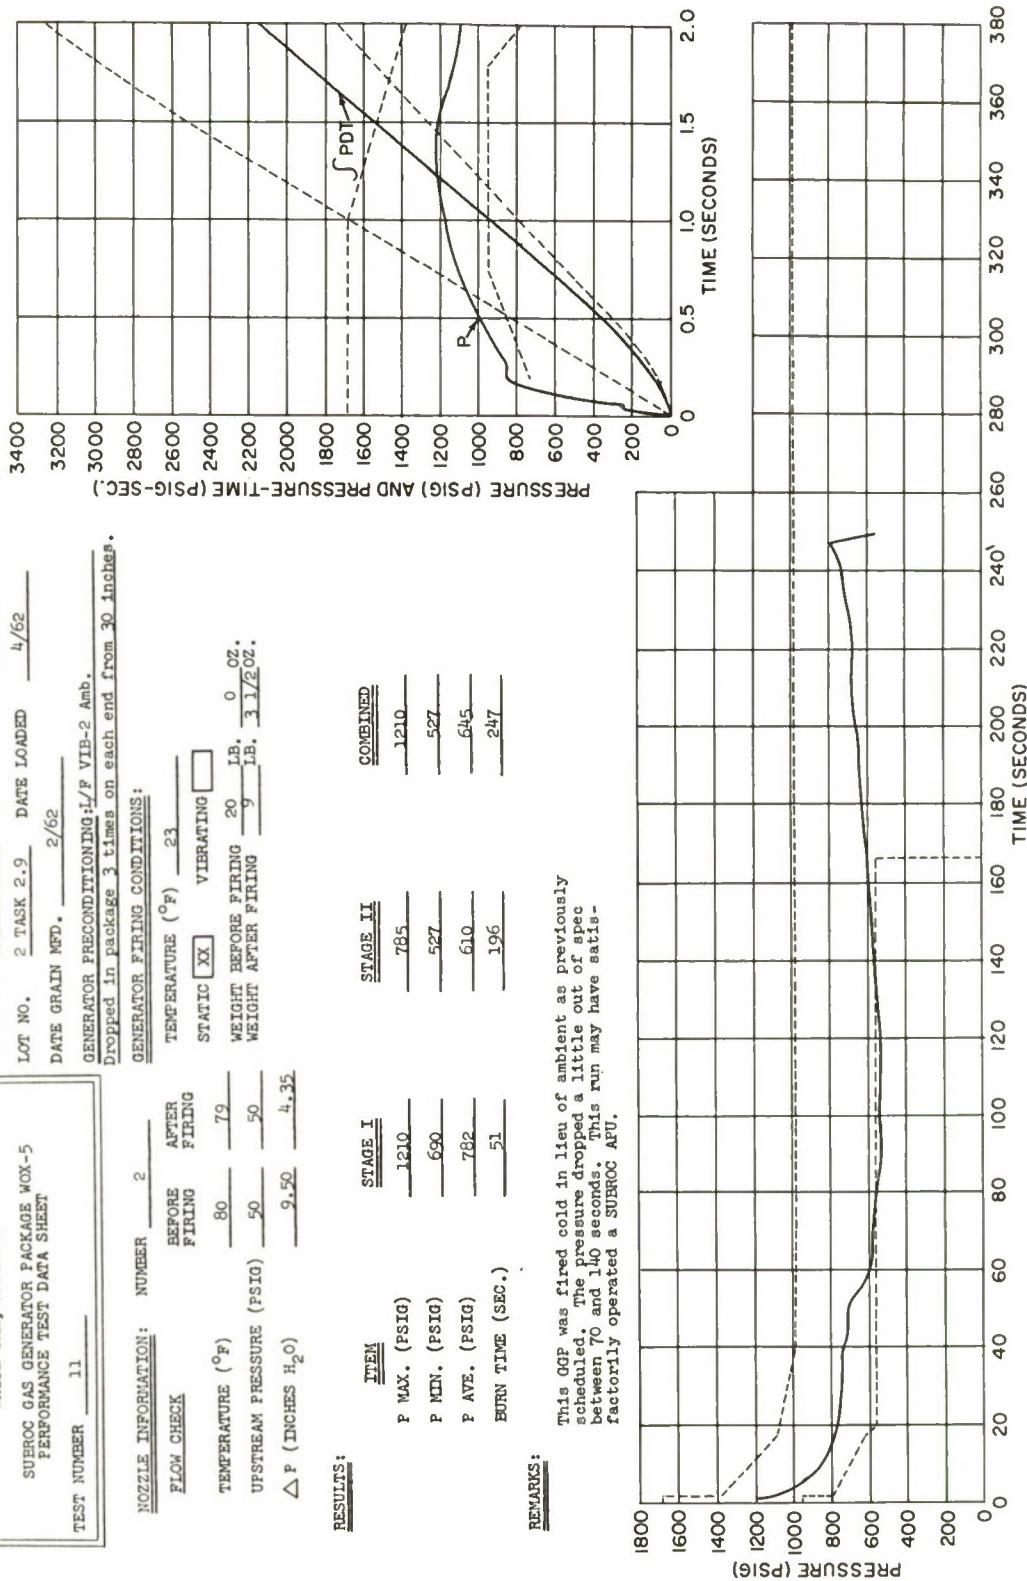 SUBROC GAS GENERATOR PACKAGE WOX-5
PERFORMANCE TEST DATA SHEET
TEST NUMBER 11
LOT NO. 2 TASK 2.9 DATE LOADED 4/62
DATE GRAIN MFD. 2/62
GENERATOR PRECONDITIONING: L/F VIB-2 Amb.
Dropped in package 3 times on each end from 30 inches.
NOZZLE INFORMATION: NUMBER 2
FLOW CHECK BEFORE FIRING AFTER FIRING
TEMPERATURE (°F) 80 79
UPSTREAM PRESSURE (PSIG) 50 50
△ P (INCHES H₂O) 9.50 4.35
GENERATOR FIRING CONDITIONS:
TEMPERATURE (°F) 23
STATIC XX VIBRATING
WEIGHT BEFORE FIRING 20 LB. 0 OZ.
WEIGHT AFTER FIRING 9 LB. 3 1/2 OZ.
RESULTS:
ITEM STAGE I STAGE II COMBINED
P MAX. (PSIG) 1210 785 1210
P MIN. (PSIG) 690 527 527
P AVE. (PSIG) 782 610 645
BURN TIME (SEC.) 51 196 247
REMARKS:
This GGP was fired cold in lieu of ambient as previously
scheduled. The pressure dropped a little out of spec
between 70 and 140 seconds. This run may have satis-
factorily operated a SUBROC APU.
PRESSURE (PSIG) AND PRESSURE-TIME (PSIG-SEC.)
3400
3200
3000
2800
2600
2400
2200
2000
1800
1600
1400
1200
1000
800
600
400
200
0
P
∫PDT
0 0.5 1.0 1.5 2.0
TIME (SECONDS)
PRESSURE (PSIG)
1800
1600
1400
1200
1000
800
600
400
200
0
0 20 40 60 80 100 120 140 160 180 200 220 240 260 280 300 320 340 360 380
TIME (SECONDS)